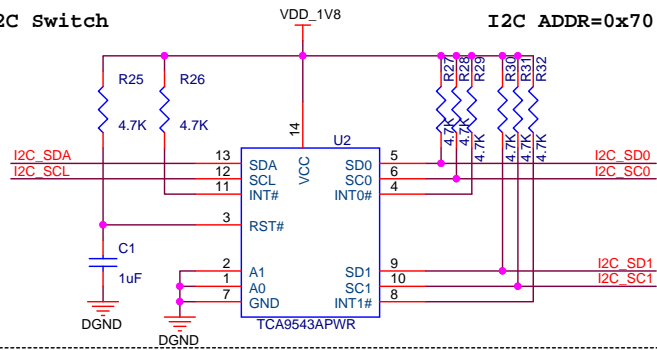 2C Switch
VDD_1V8
I2C ADDR=0x70
R25
4.7K
R26
4.7K
R27
4.7K
R28
4.7K
R29
4.7K
R30
4.7K
R31
4.7K
R32
4.7K
14
U2
VCC
I2C_SDA
13
SDA
SD0
5
I2C_SD0
I2C_SCL
12
SCL
SC0
6
I2C_SC0
11
INT#
INT0#
4
3
RST#
C1
1uF
DGND
2
A1
SD1
9
I2C_SD1
1
A0
SC1
10
I2C_SC1
7
GND
INT1#
8
DGND
TCA9543APWR